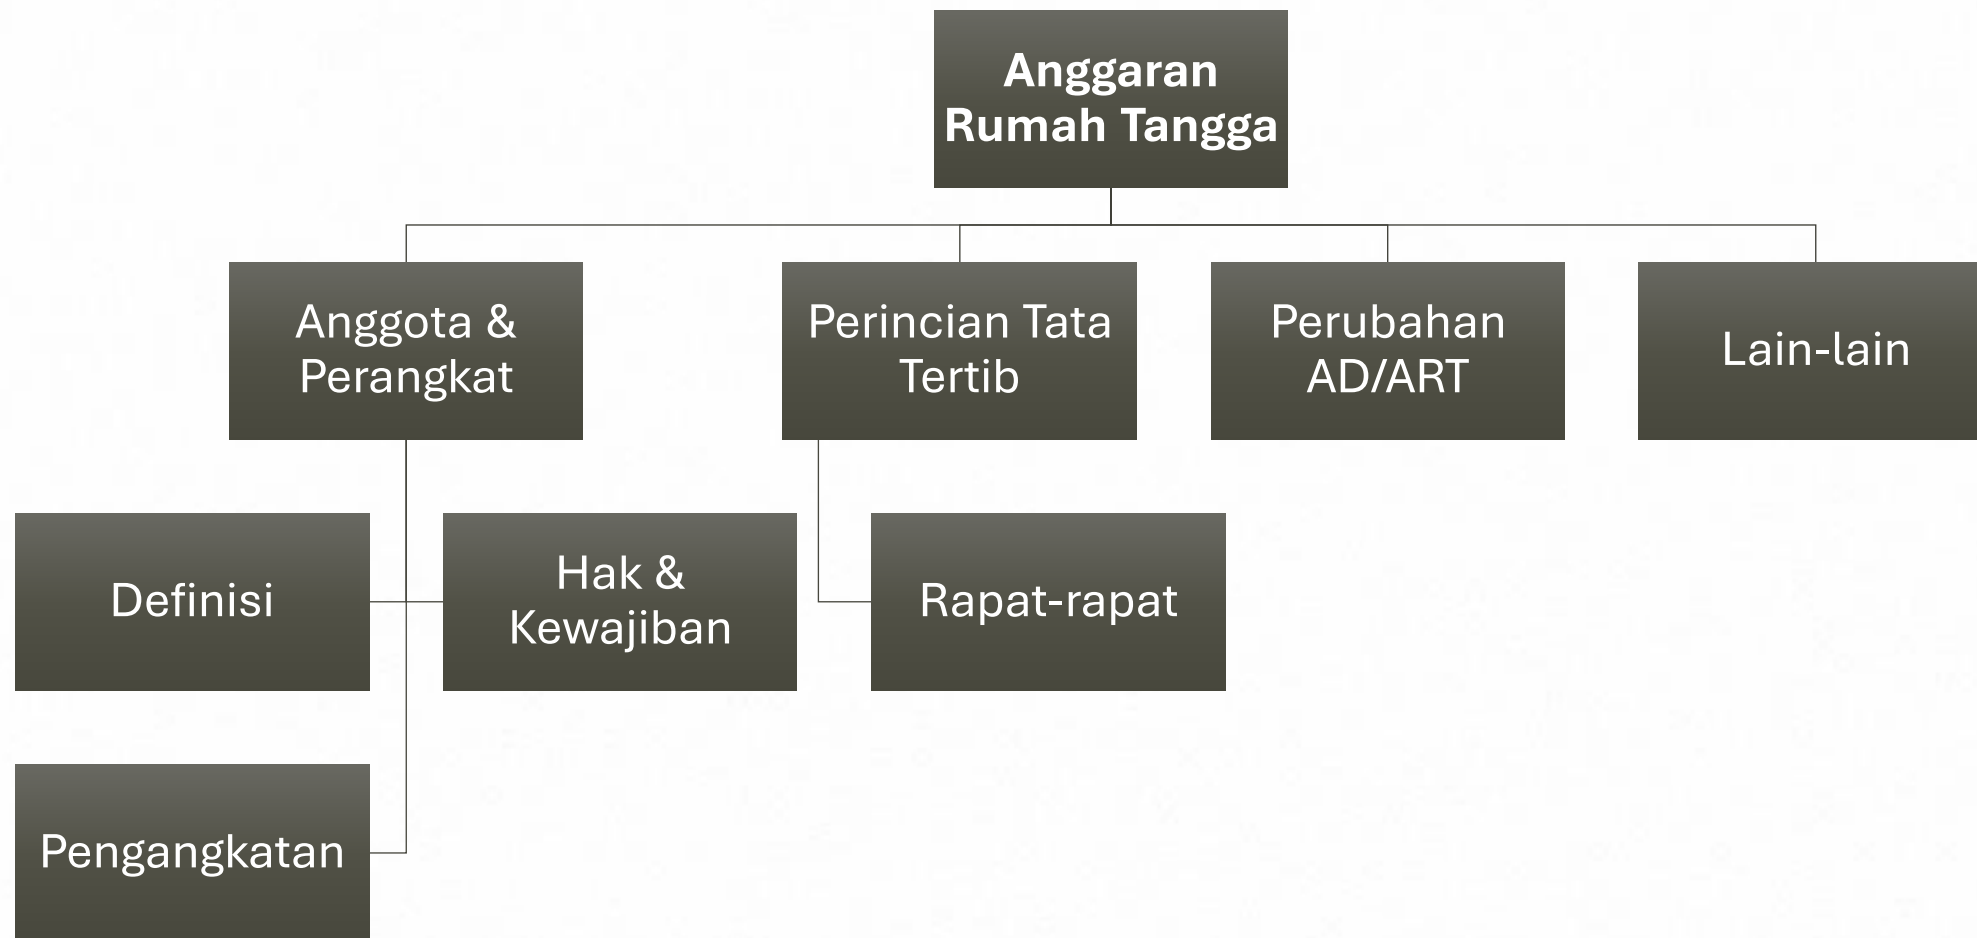 Anggaran
Rumah Tangga
Anggota &
Perangkat
Perincian Tata
Tertib
Perubahan
AD/ART
Lain-lain
Definisi
Hak &
Kewajiban
Rapat-rapat
Pengangkatan